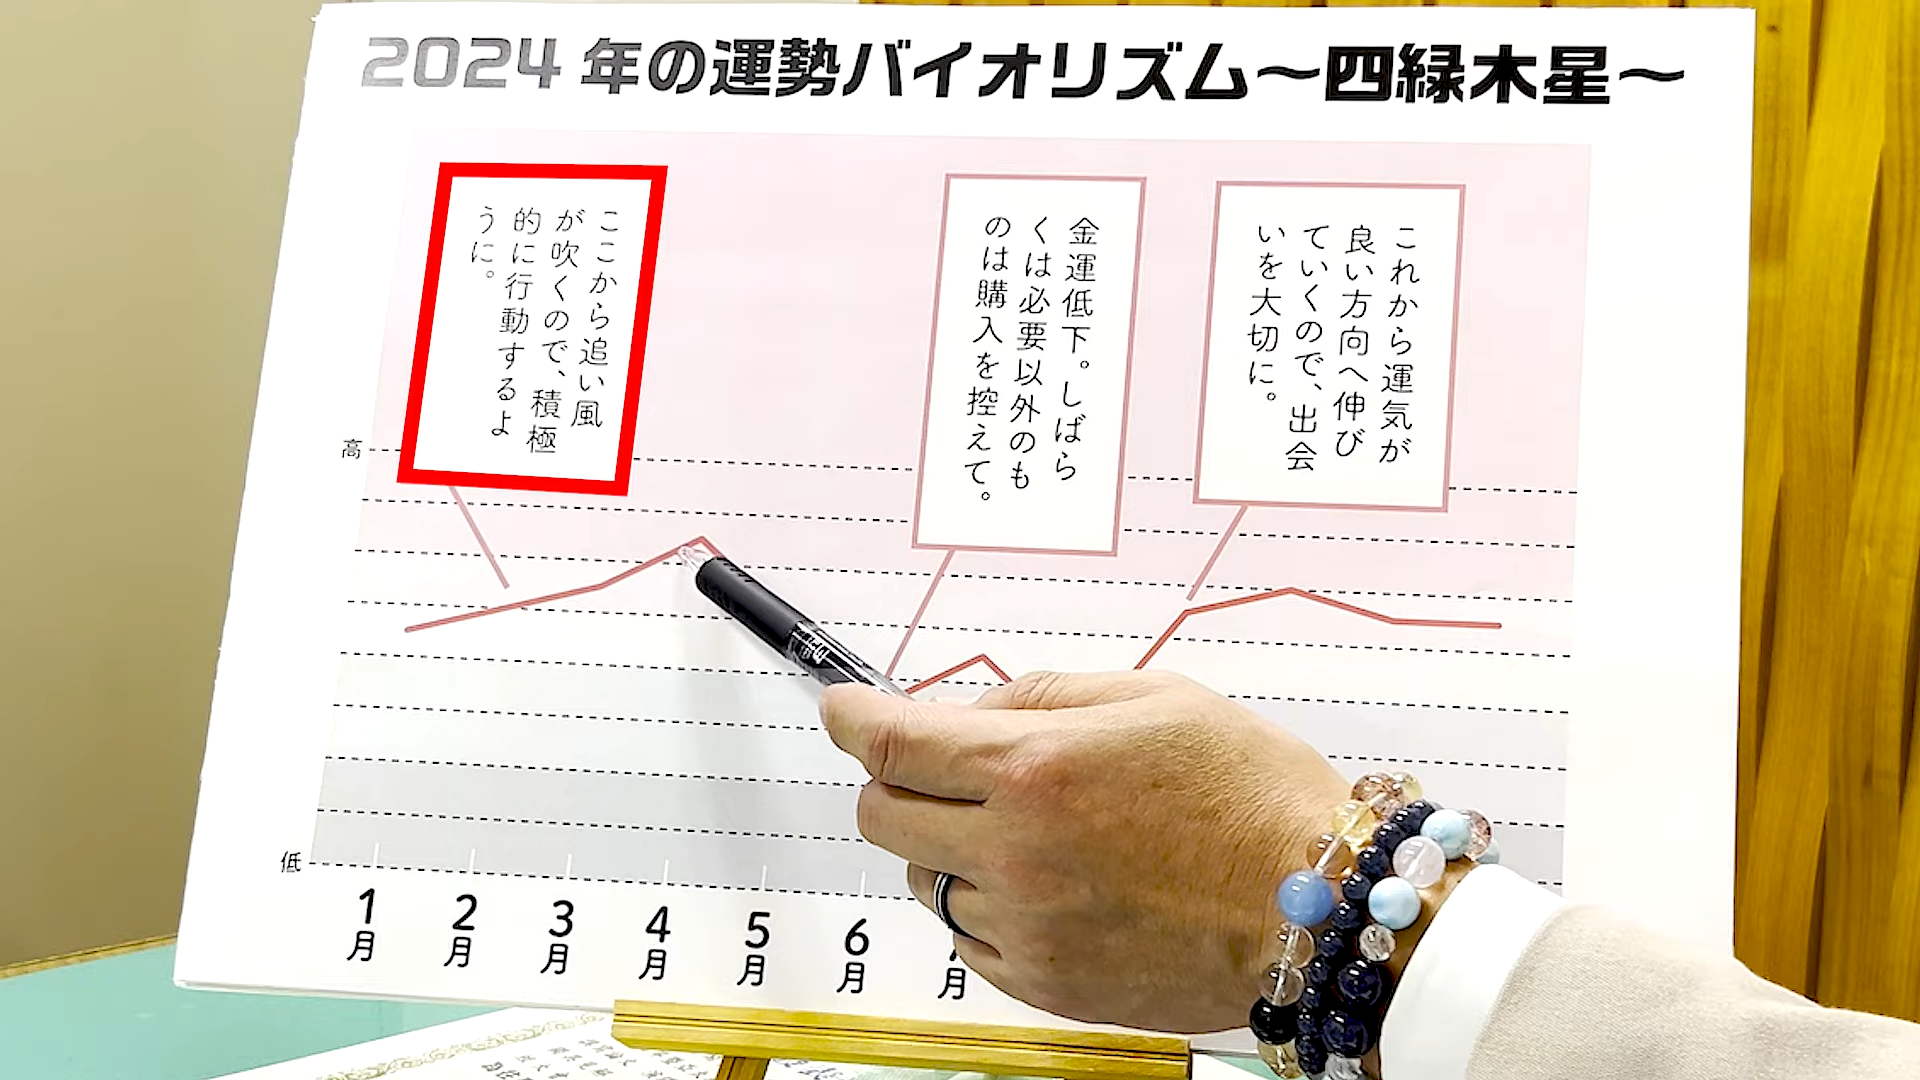 2024年の運勢バイオリズム～四緑木星～
ここから追い風
が吹くので、積極
的に行動するよ
うに。
金運低下。しばら
くは必要以外のも
のは購入を控えて。
これから運気が
良い方向へ伸び
ていくので、出会
いを大切に。
高
低
1月
2月
3月
4月
5月
6月
月